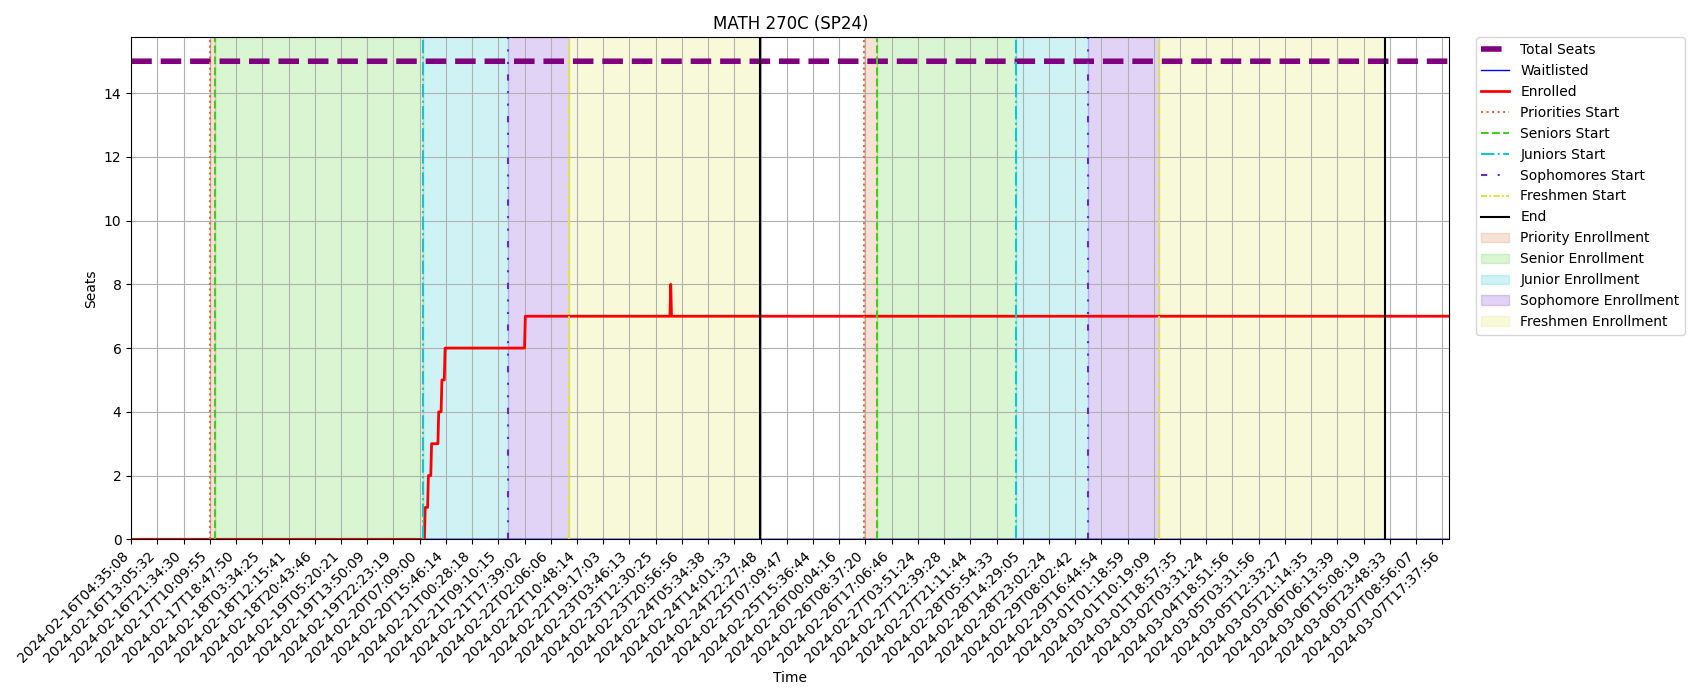 MATH 270C (SP24)
Seats
14
12
10
8
6
4
2
0
2024-02-16T04:35:08
2024-02-16T13:05:32
2024-02-16T21:34:30
2024-02-17T10:09:55
2024-02-17T18:47:50
2024-02-18T03:34:25
2024-02-18T12:15:41
2024-02-18T20:43:46
2024-02-19T05:20:21
2024-02-19T13:50:09
2024-02-19T22:23:19
2024-02-20T07:09:00
2024-02-20T15:46:14
2024-02-21T00:28:18
2024-02-21T09:10:15
2024-02-21T17:39:02
2024-02-22T02:06:06
2024-02-22T10:48:14
2024-02-22T19:17:03
2024-02-23T03:46:13
2024-02-23T12:30:25
2024-02-23T20:56:56
2024-02-24T05:34:38
2024-02-24T14:01:33
2024-02-24T22:27:48
2024-02-25T07:09:47
2024-02-25T15:36:44
2024-02-26T00:04:16
2024-02-26T08:37:20
2024-02-26T17:06:46
2024-02-27T03:51:24
2024-02-27T12:39:28
2024-02-27T21:11:44
2024-02-28T05:54:33
2024-02-28T14:29:05
2024-02-28T23:02:24
2024-02-29T08:02:42
2024-02-29T16:44:54
2024-03-01T01:18:59
2024-03-01T10:19:09
2024-03-01T18:57:35
2024-03-02T03:31:24
2024-03-04T18:51:56
2024-03-05T03:31:56
2024-03-05T12:33:27
2024-03-05T21:14:35
2024-03-06T06:13:39
2024-03-06T15:08:19
2024-03-06T23:48:33
2024-03-07T08:56:07
2024-03-07T17:37:56
Time
Total Seats
Waitlisted
Enrolled
Priorities Start
Seniors Start
Juniors Start
Sophomores Start
Freshmen Start
End
Priority Enrollment
Senior Enrollment
Junior Enrollment
Sophomore Enrollment
Freshmen Enrollment